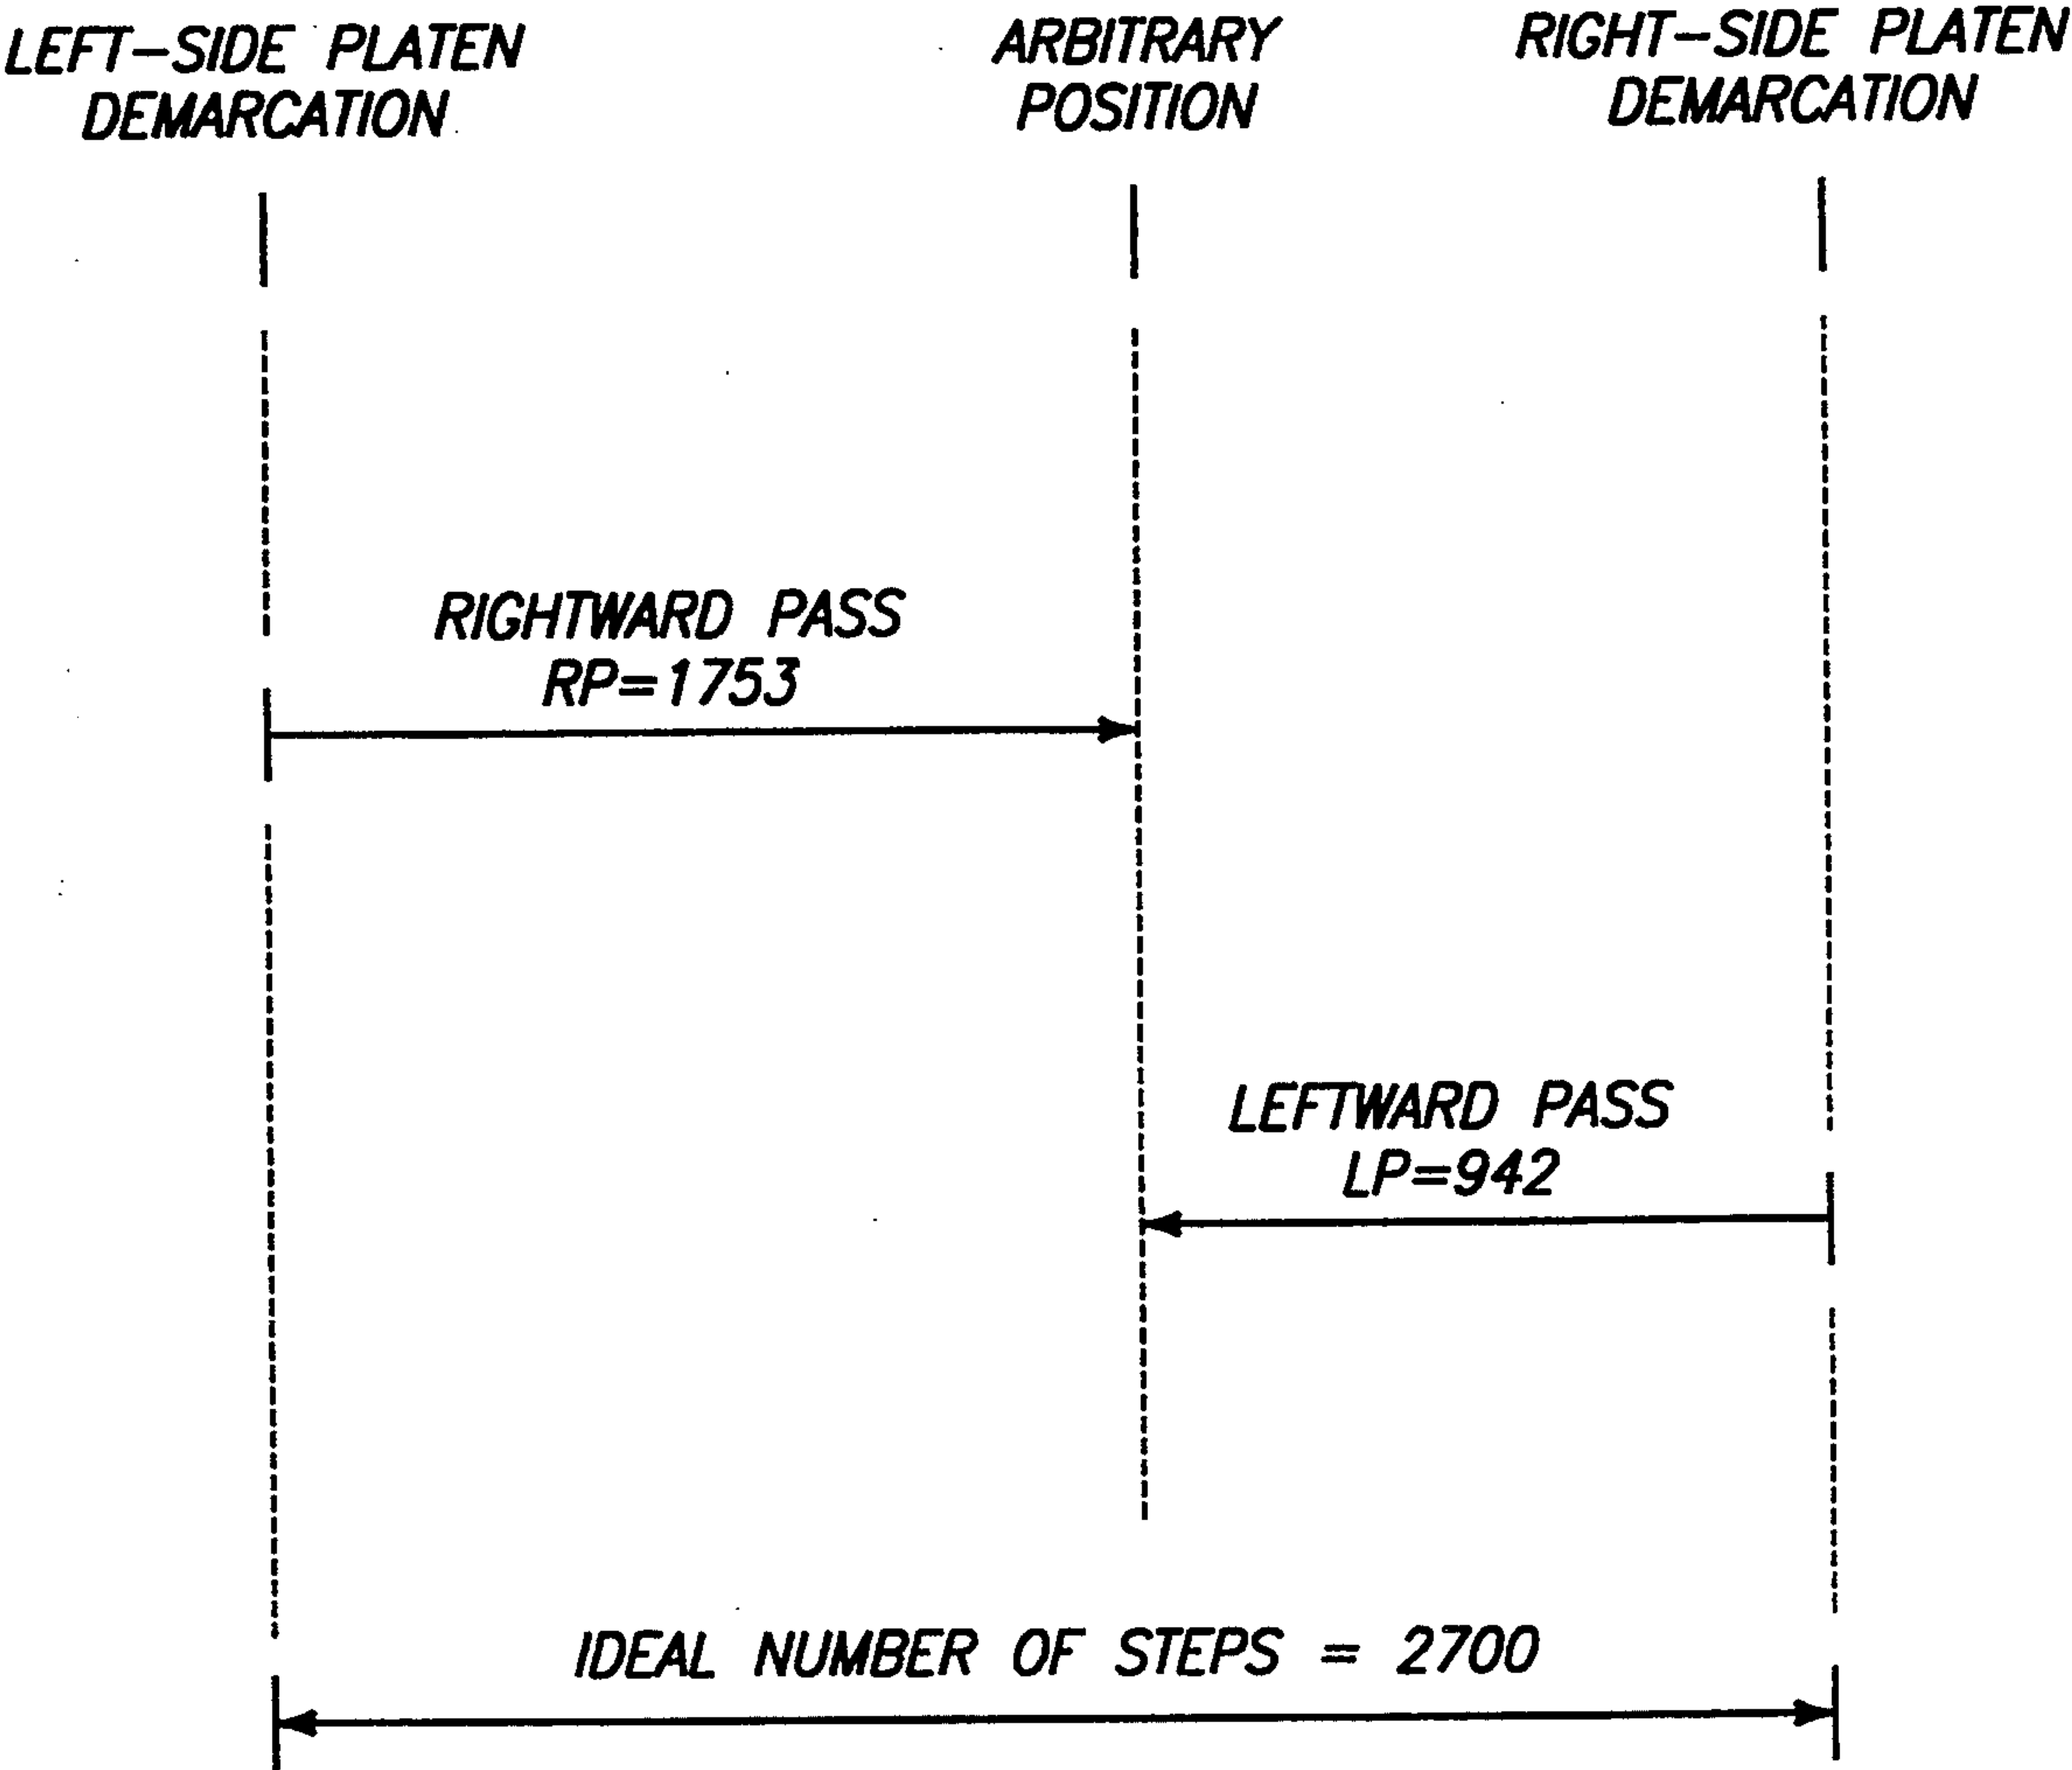 LEFT-SIDE PLATEN
DEMARCATION
ARBITRARY
POSITION
RIGHT-SIDE PLATEN
DEMARCATION
RIGHTWARD PASS
RP=1753
LEFTWARD PASS
LP=942
IDEAL NUMBER OF STEPS = 2700